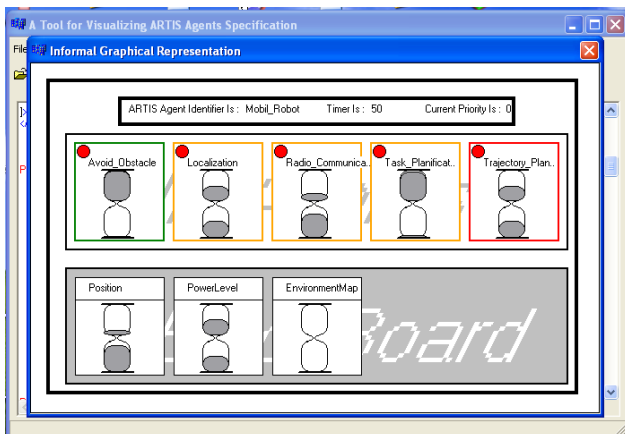 A Tool for Visualizing ARTIS Agents Specification
File
Informal Graphical Representation
ARTIS Agent Identifier Is : Mobil_Robot Timer Is : 50 Current Priority Is : 0
Avoid_Obstacle Localization Radio_Communica.. Task_Planificat.. Trajectory_Plan..
Position PowerLevel EnvironmentMap
Board